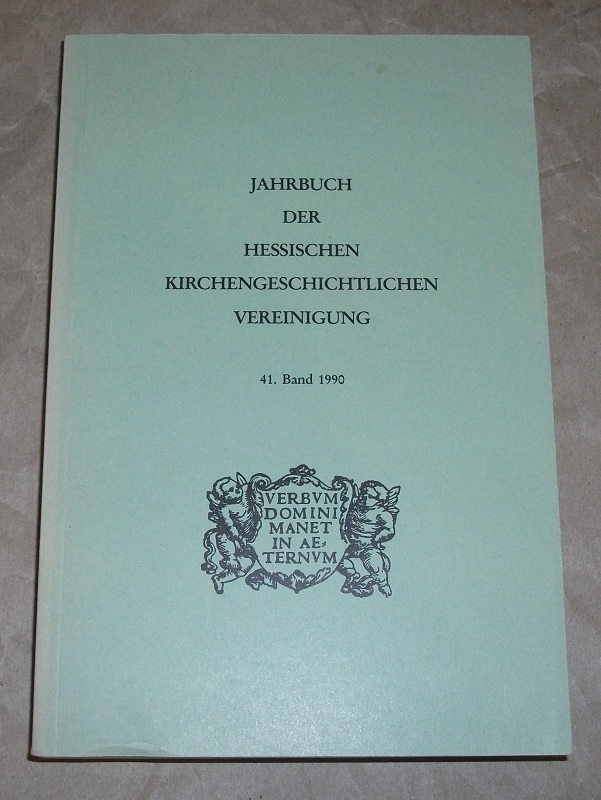 JAHRBUCH
DER
HESSISCHEN
KIRCHENGESCHICHTLICHEN
VEREINIGUNG
41. Band 1990
VERBVM
DOMINI
MANET
IN AE,
TERNVM